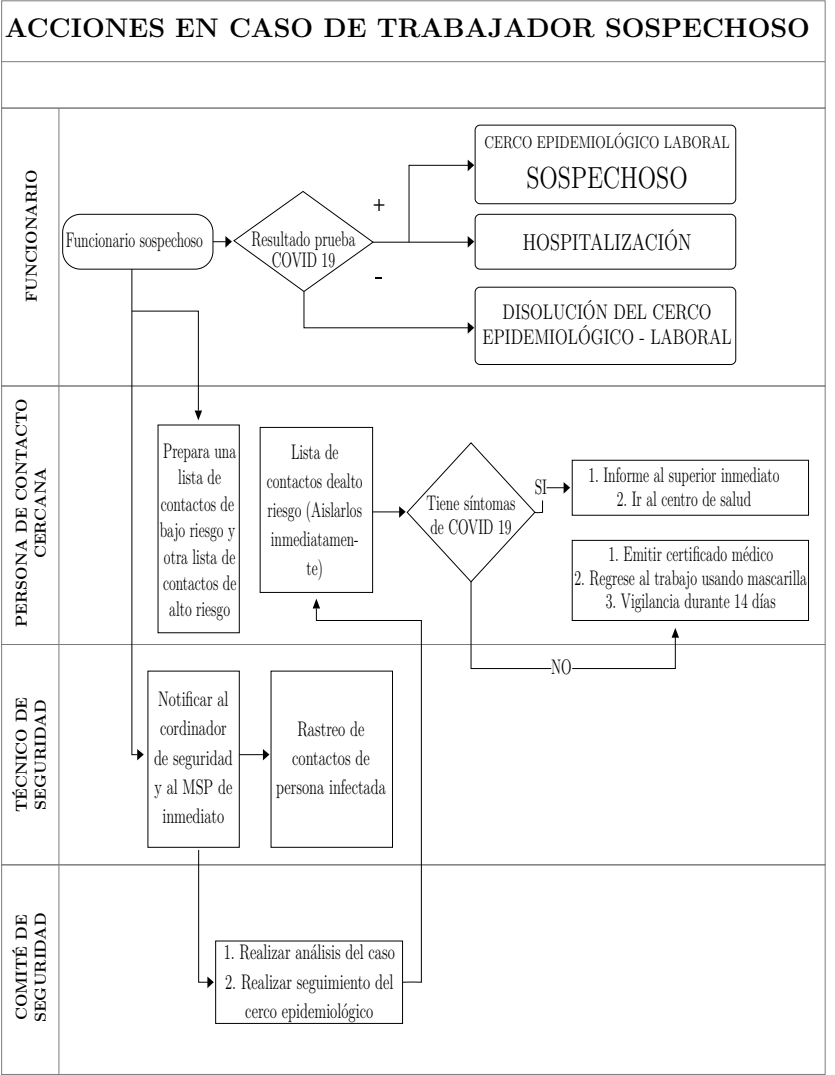 ACCIONES EN CASO DE TRABAJADOR SOSPECHOSO
FUNCIONARIO
Funcionario sospechoso
Resultado prueba
COVID 19
+
-
CERCO EPIDEMIOLÓGICO LABORAL
SOSPECHOSO
HOSPITALIZACIÓN
DISOLUCIÓN DEL CERCO
EPIDEMIOLÓGICO - LABORAL
PERSONA DE CONTACTO
CERCANA
Prepara una
lista de
contactos de
bajo riesgo y
otra lista de
contactos de
alto riesgo
Lista de
contactos dealto
riesgo (Aislarlos
inmediatamen-
te)
Tiene síntomas
de COVID 19
SI
1. Informe al superior inmediato
2. Ir al centro de salud
1. Emitir certificado médico
2. Regrese al trabajo usando mascarilla
3. Vigilancia durante 14 días
NO
TÉCNICO DE
SEGURIDAD
Notificar al
cordinador
de seguridad
y al MSP de
inmediato
Rastreo de
contactos de
persona infectada
COMITÉ DE
SEGURIDAD
1. Realizar análisis del caso
2. Realizar seguimiento del
cerco epidemiológico